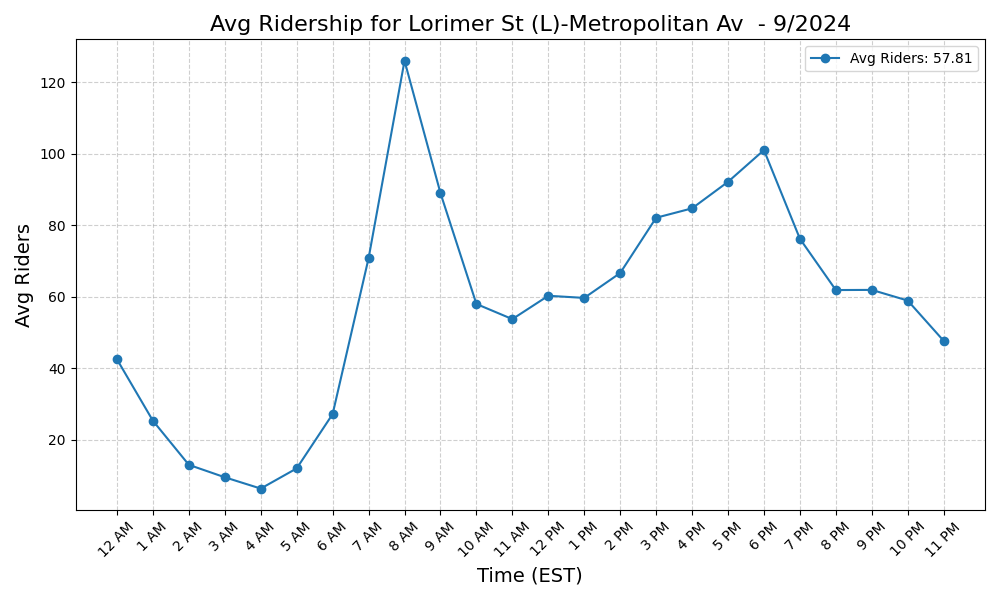 Avg Ridership for Lorimer St (L)-Metropolitan Av  - 9/2024
Avg Riders: 57.81
Avg Riders
120
100
80
60
40
20
12 AM
1 AM
2 AM
3 AM
4 AM
5 AM
6 AM
7 AM
8 AM
9 AM
10 AM
11 AM
12 PM
1 PM
2 PM
3 PM
4 PM
5 PM
6 PM
7 PM
8 PM
9 PM
10 PM
11 PM
Time (EST)